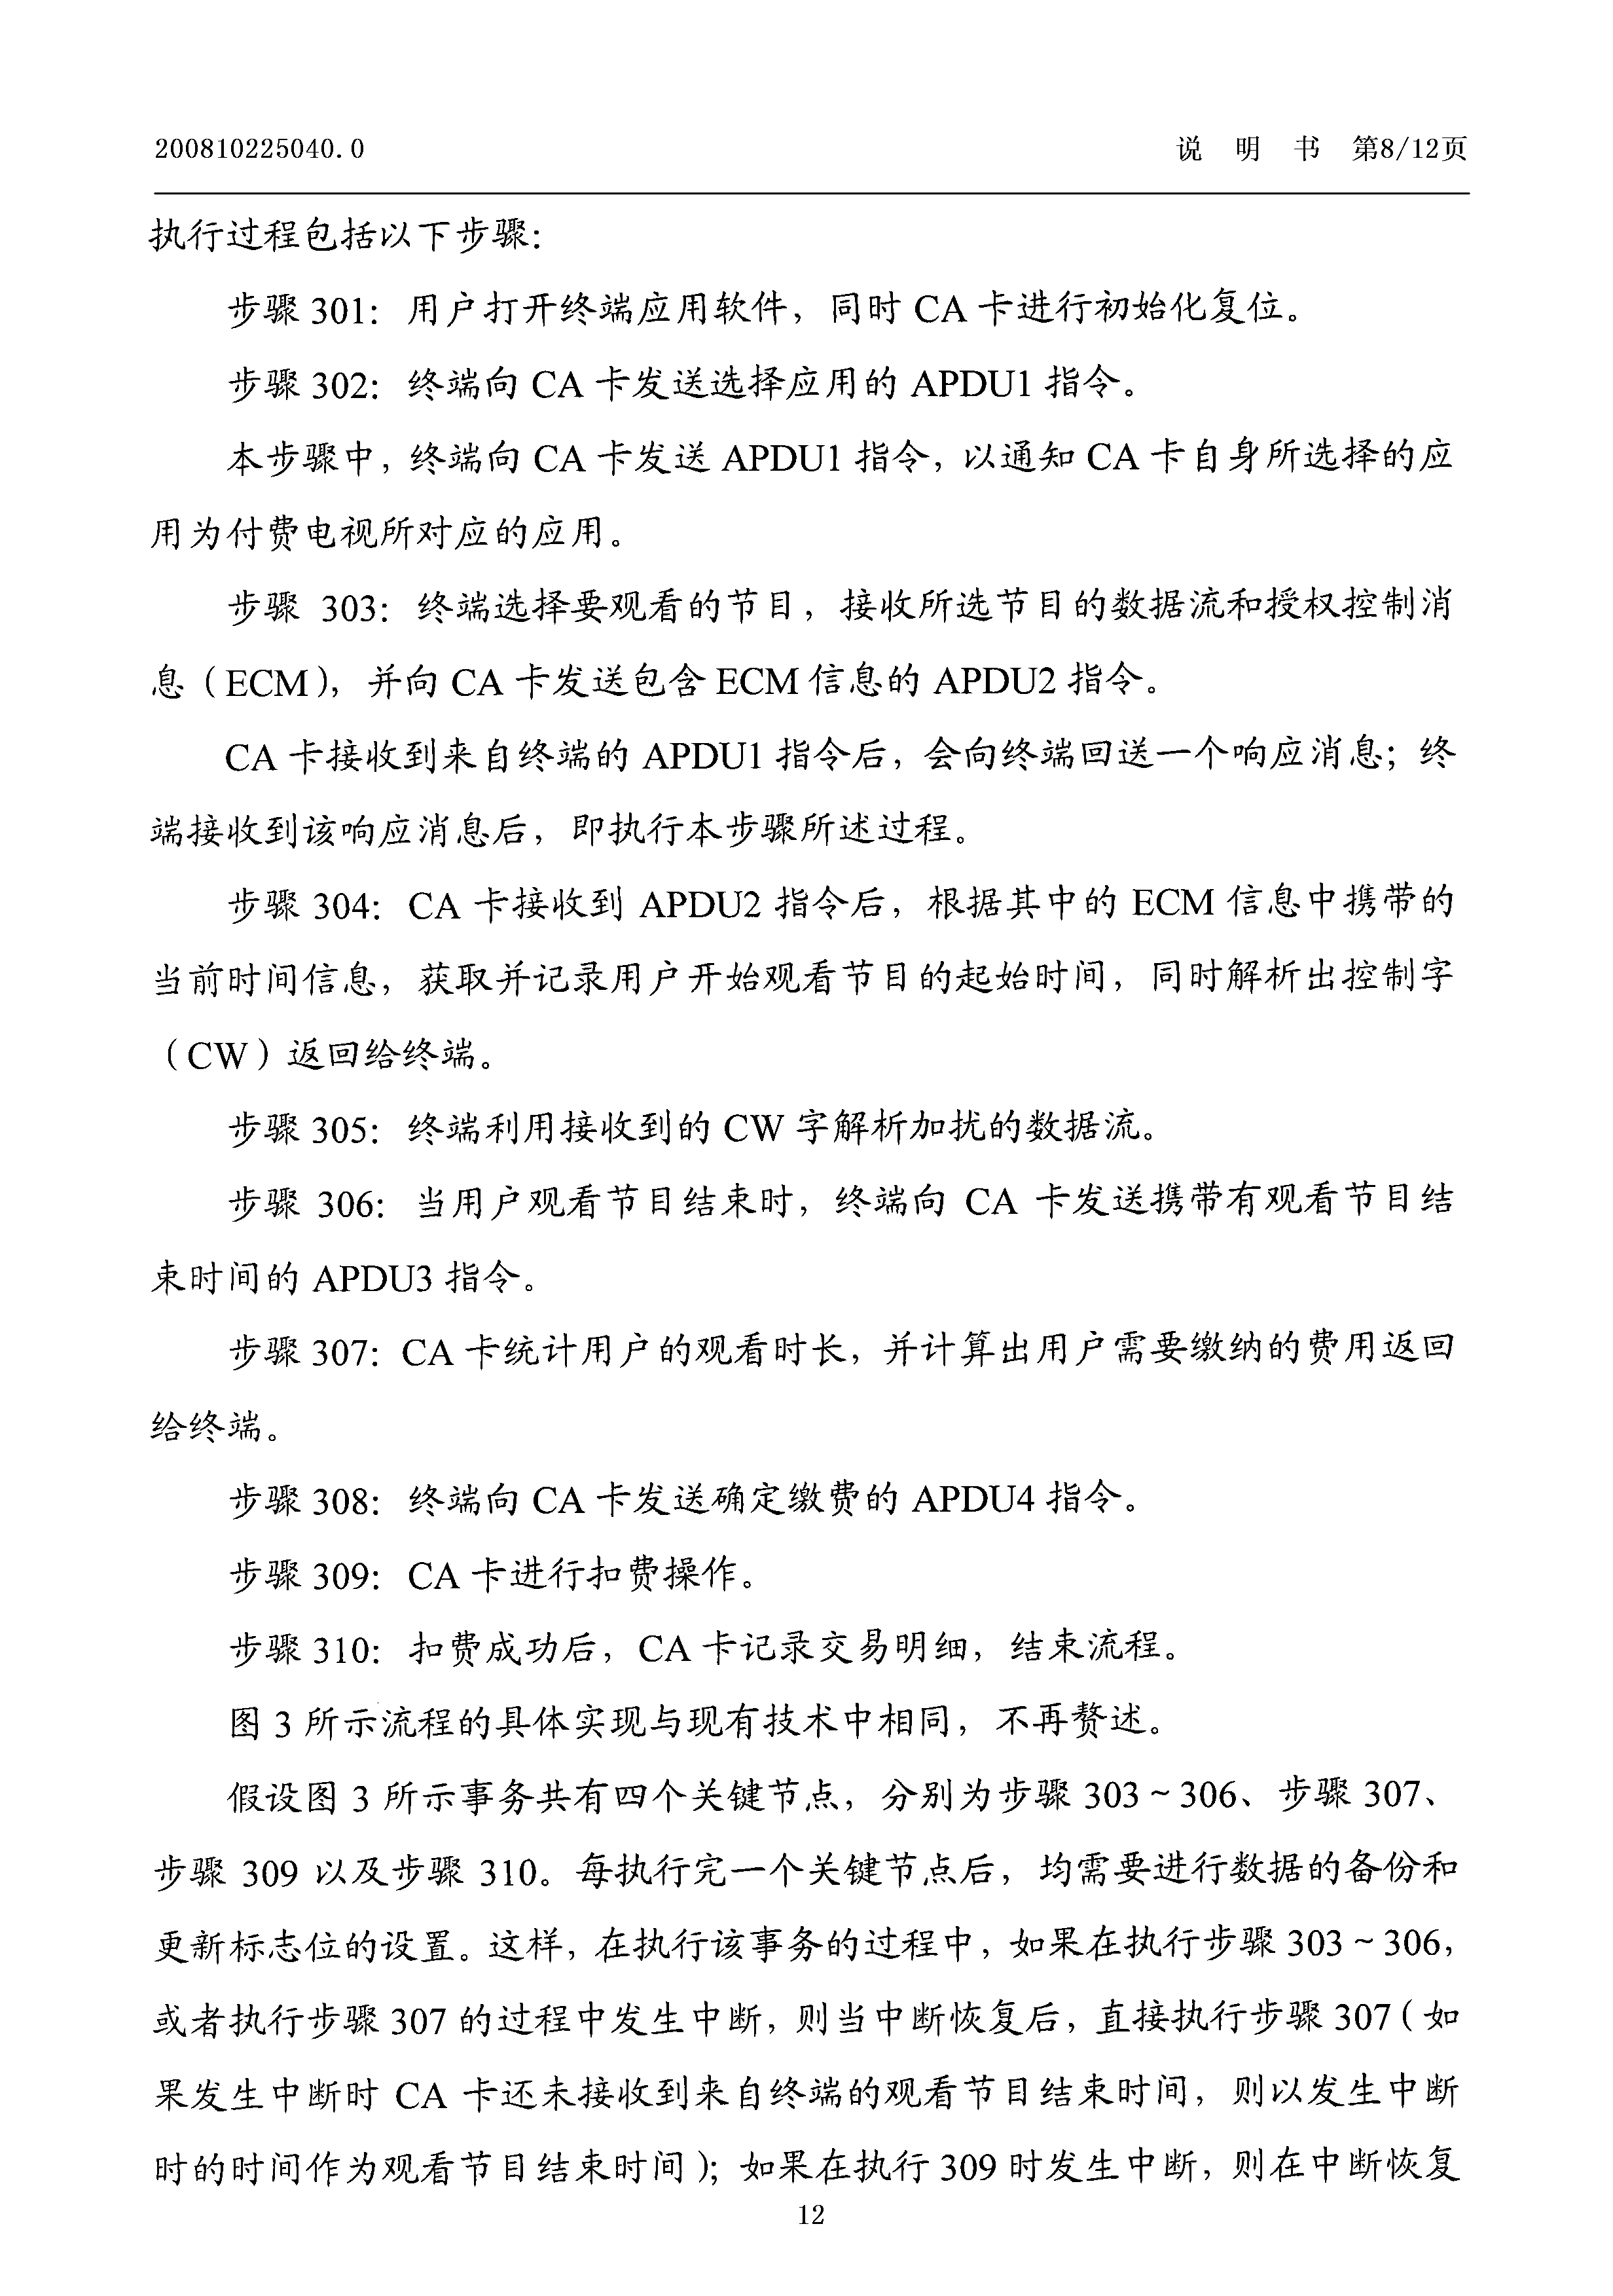 200810225040.0
说 明 书 第8/12页
执行过程包括以下步骤：
步骤 301：用户打开终端应用软件，同时 CA 卡进行初始化复位。
步骤 302：终端向 CA 卡发送选择应用的 APDU1 指令。
本步骤中，终端向 CA 卡发送 APDU1 指令，以通知 CA 卡自身所选择的应
用为付费电视所对应的应用。
步骤 303：终端选择要观看的节目，接收所选节目的数据流和授权控制消
息（ECM），并向 CA 卡发送包含 ECM 信息的 APDU2 指令。
CA 卡接收到来自终端的 APDU1 指令后，会向终端回送一个响应消息；终
端接收到该响应消息后，即执行本步骤所述过程。
步骤 304：CA 卡接收到 APDU2 指令后，根据其中的 ECM 信息中携带的
当前时间信息，获取并记录用户开始观看节目的起始时间，同时解析出控制字
（CW）返回给终端。
步骤 305：终端利用接收到的 CW 字解析加扰的数据流。
步骤 306：当用户观看节目结束时，终端向 CA 卡发送携带有观看节目结
束时间的 APDU3 指令。
步骤 307：CA 卡统计用户的观看时长，并计算出用户需要缴纳的费用返回
给终端。
步骤 308：终端向 CA 卡发送确定缴费的 APDU4 指令。
步骤 309：CA 卡进行扣费操作。
步骤 310：扣费成功后，CA 卡记录交易明细，结束流程。
图 3 所示流程的具体实现与现有技术中相同，不再赘述。
假设图 3 所示事务共有四个关键节点，分别为步骤 303～306、步骤 307、
步骤 309 以及步骤 310。每执行完一个关键节点后，均需要进行数据的备份和
更新标志位的设置。这样，在执行该事务的过程中，如果在执行步骤 303～306，
或者执行步骤 307 的过程中发生中断，则当中断恢复后，直接执行步骤 307（如
果发生中断时 CA 卡还未接收到来自终端的观看节目结束时间，则以发生中断
时的时间作为观看节目结束时间）；如果在执行 309 时发生中断，则在中断恢复
12